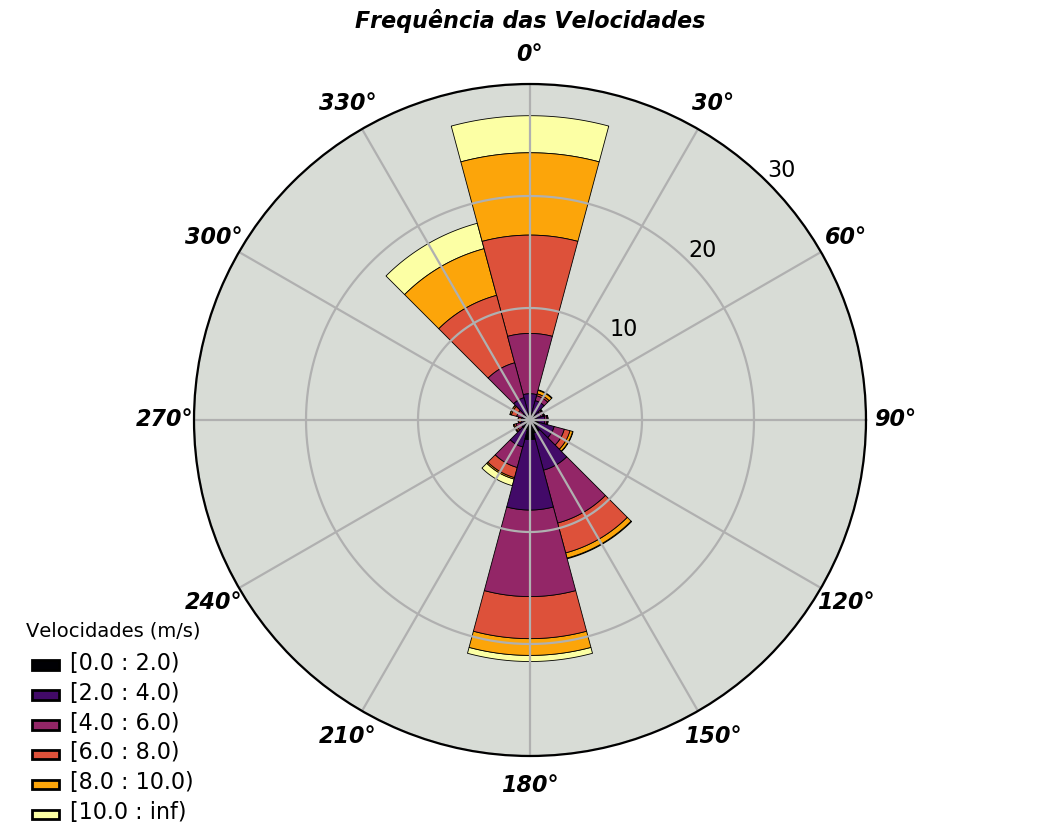 Frequência das Velocidades
0°
330°
30°
30
300°
60°
20
10
270°
90°
240°
120°
210°
150°
180°
Velocidades (m/s)
[0.0 : 2.0)
[2.0 : 4.0)
[4.0 : 6.0)
[6.0 : 8.0)
[8.0 : 10.0)
[10.0 : inf)